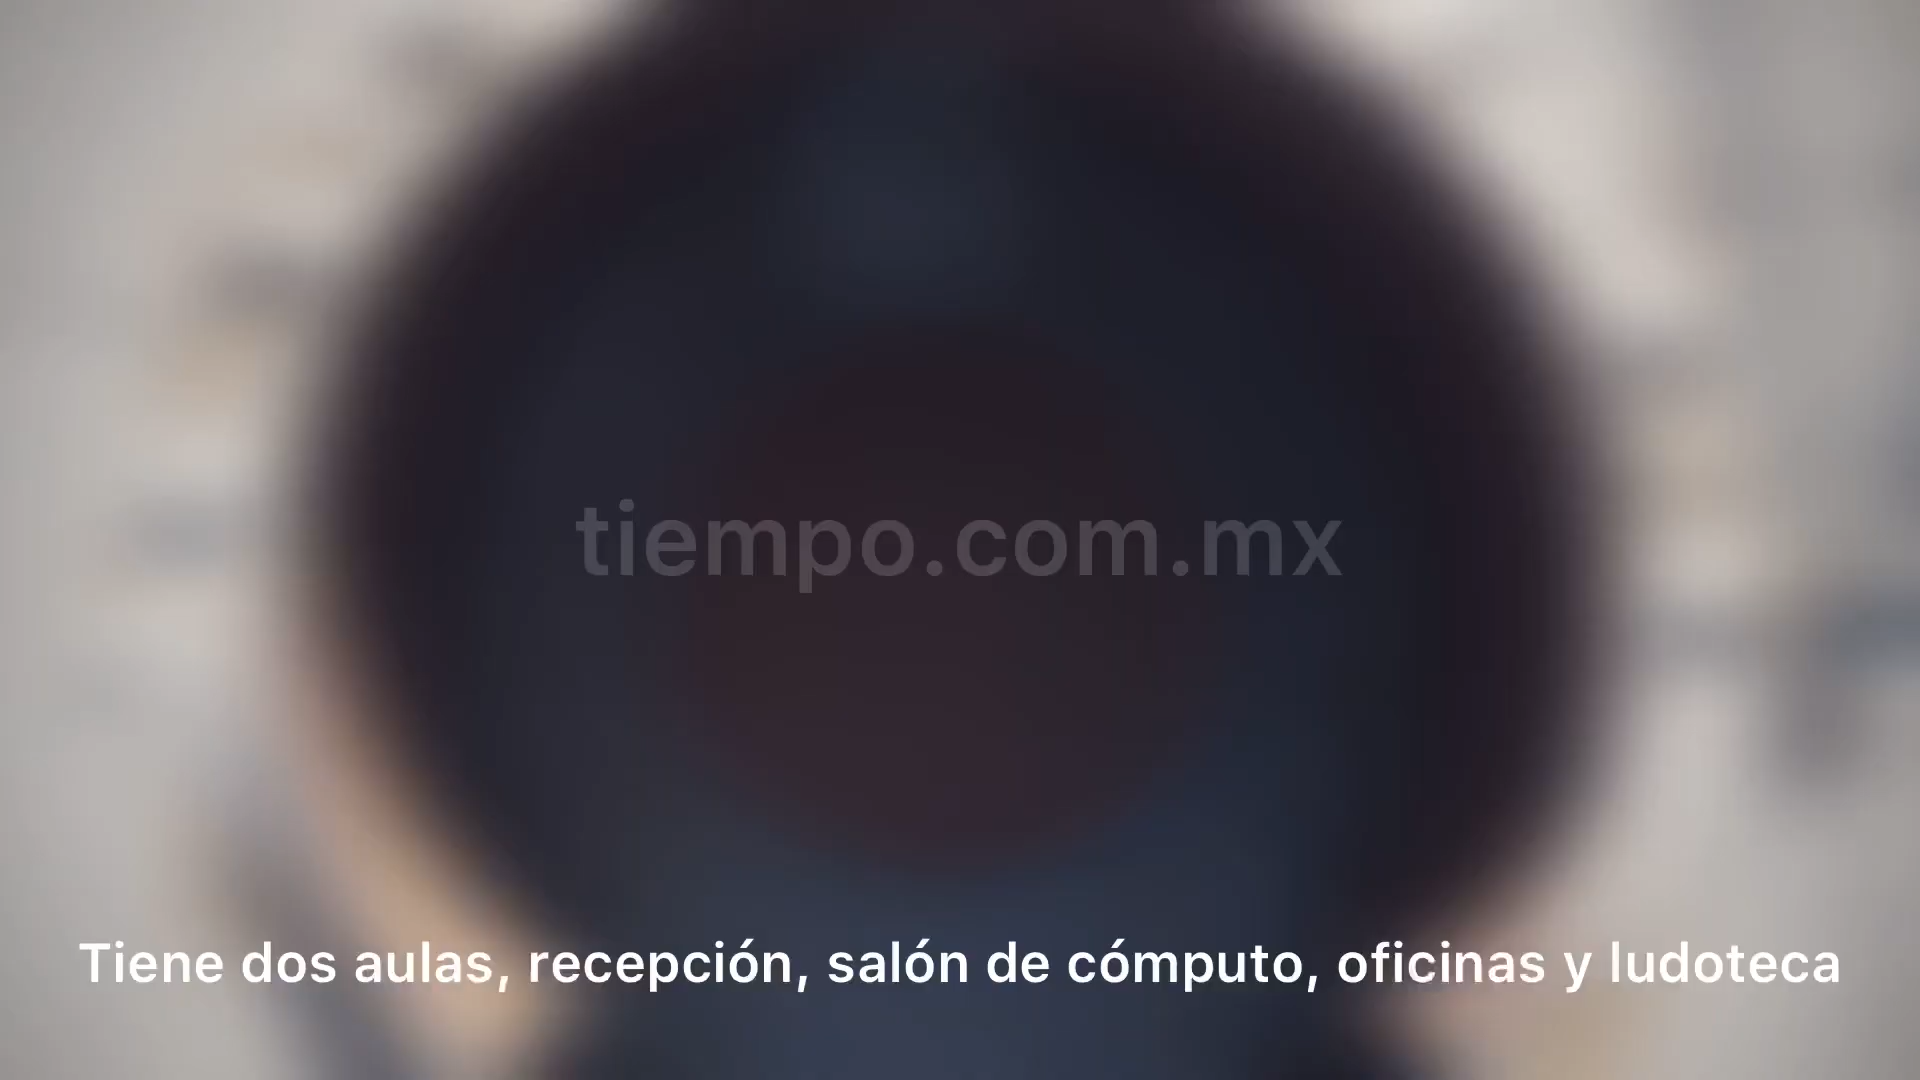 tiempo.com.mx
Tiene dos aulas, recepción, salón de cómputo, oficinas y ludoteca